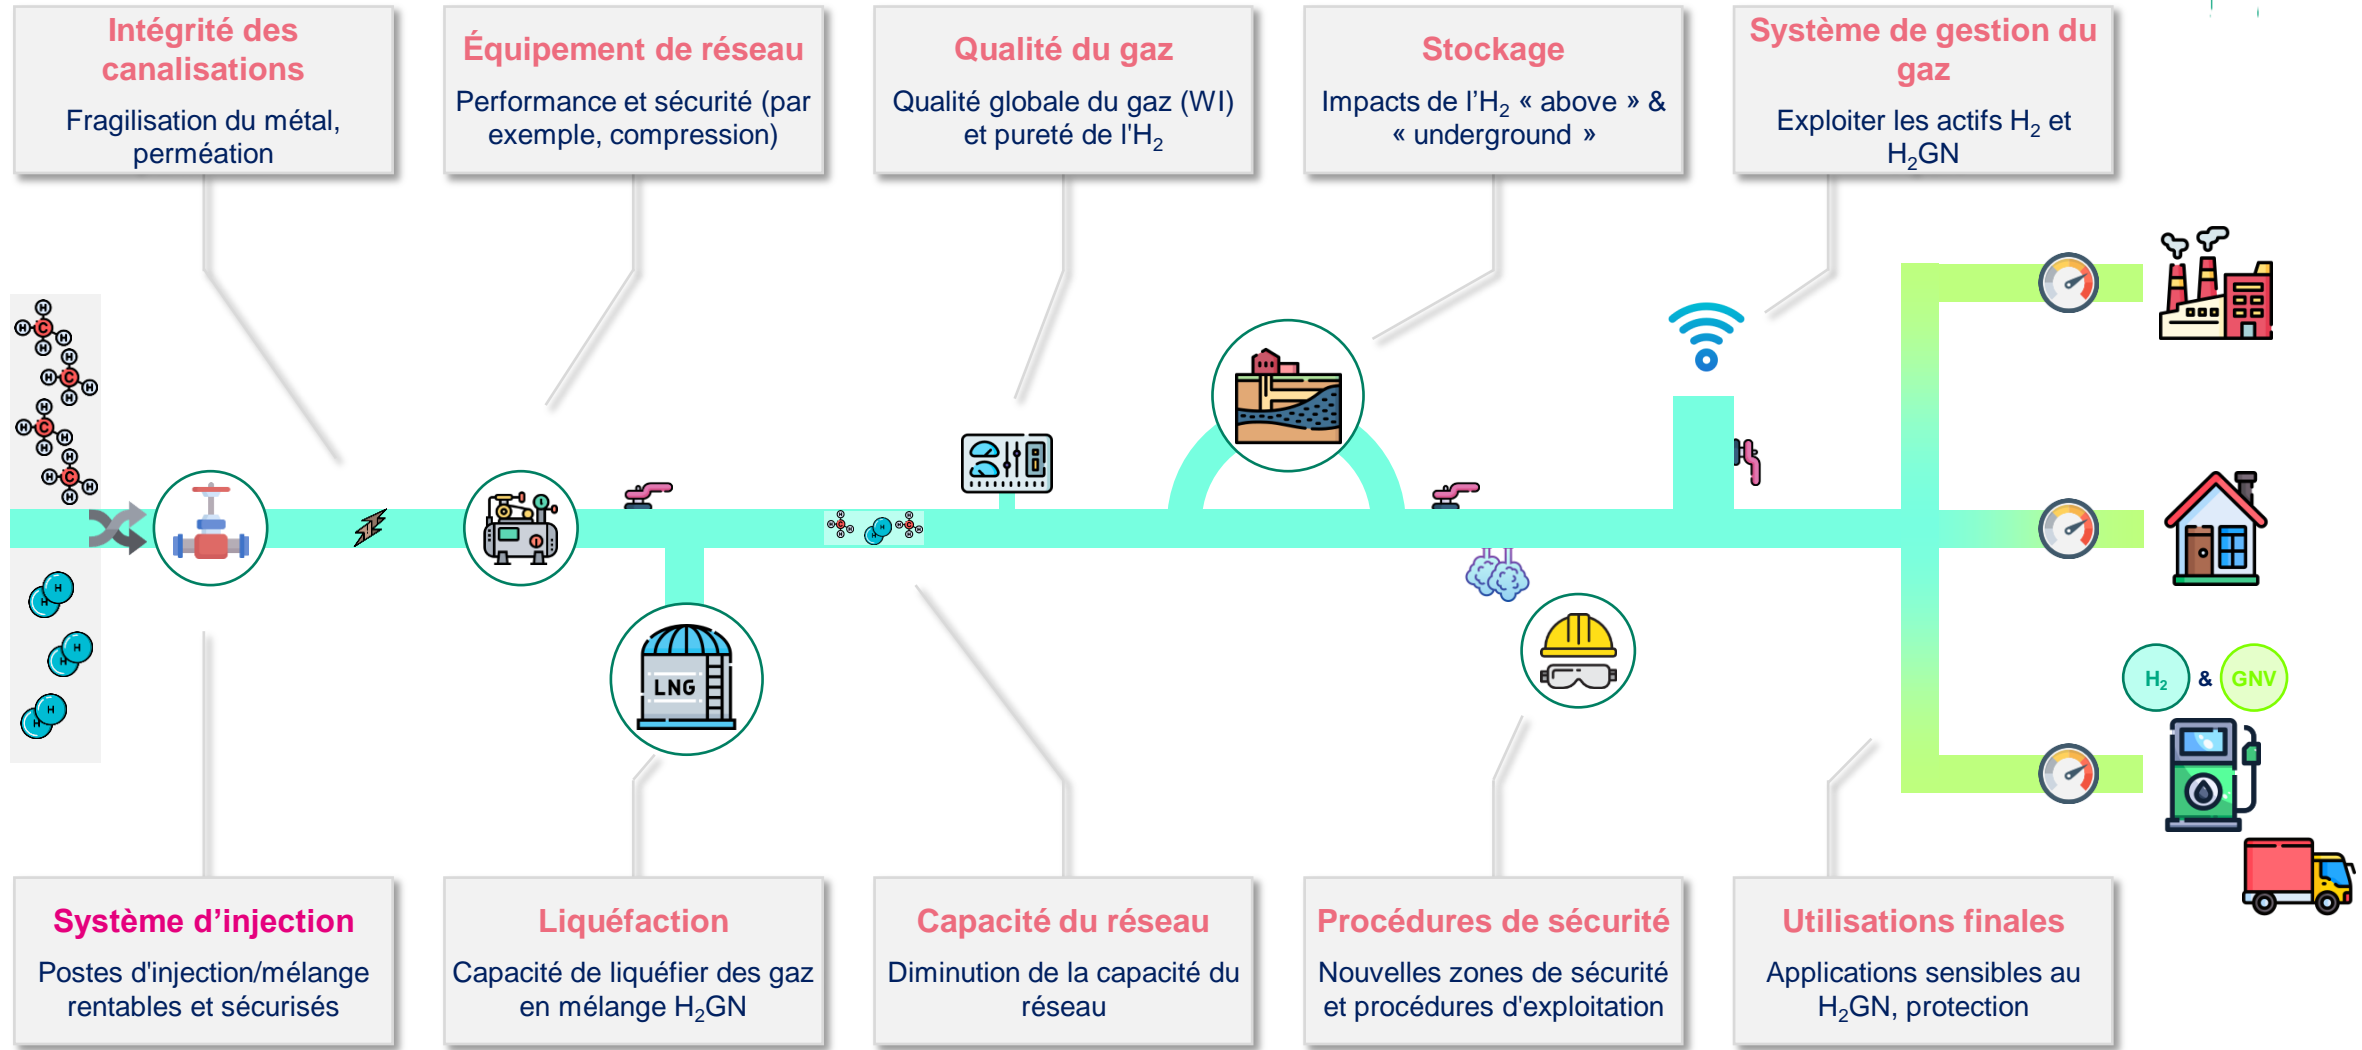 Intégrité des
canalisations
Fragilisation du métal,
perméation
Équipement de réseau
Performance et sécurité (par
exemple, compression)
Qualité du gaz
Qualité globale du gaz (WI)
et pureté de l'H₂
Stockage
Impacts de l’H₂ « above » &
« underground »
Système de gestion du
gaz
Exploiter les actifs H₂ et
H₂GN
LNG
H₂ & GNV
Système d’injection
Postes d'injection/mélange
rentables et sécurisés
Liquéfaction
Capacité de liquéfier des gaz
en mélange H₂GN
Capacité du réseau
Diminution de la capacité du
réseau
Procédures de sécurité
Nouvelles zones de sécurité
et procédures d'exploitation
Utilisations finales
Applications sensibles au
H₂GN, protection